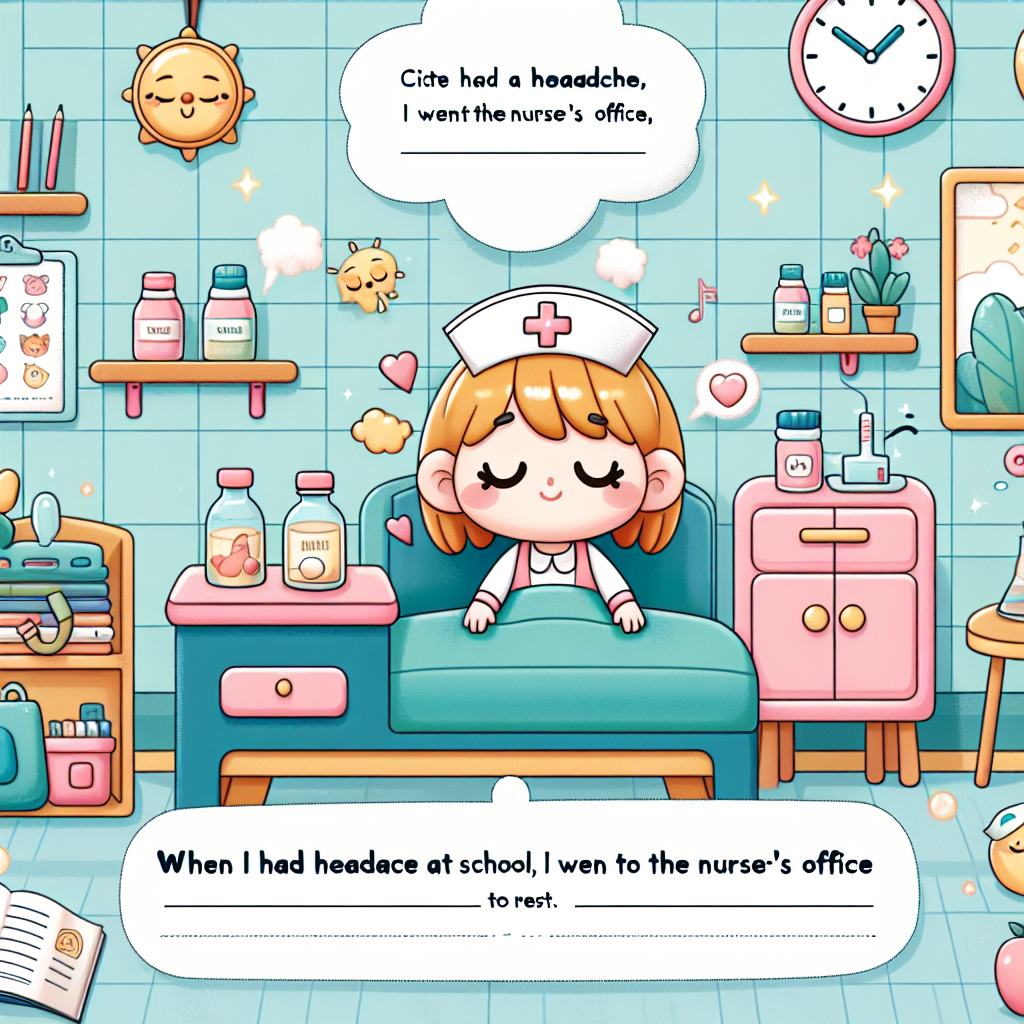 Cicte had a hoaadche,
I went the nurse's office,
When I had headace at school, I wen to the nurse-'s office
to rest.